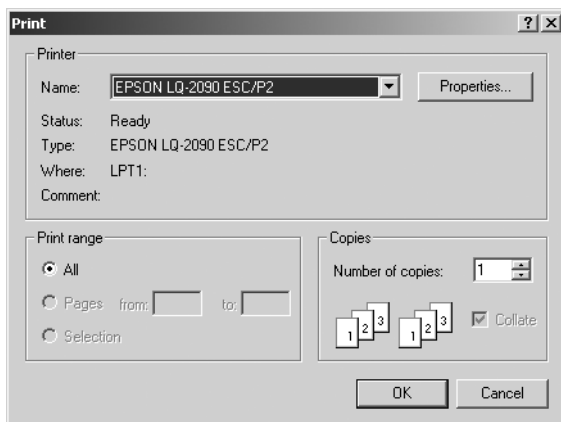 Print
Printer
Name: EPSON LQ-2090 ESC/P2 Properties...
Status: Ready
Type: EPSON LQ-2090 ESC/P2
Where: LPT1:
Comment:
Print range
All
Pages from: to:
Selection
Copies
Number of copies: 1
1 2 3 1 2 3 Collate
OK Cancel